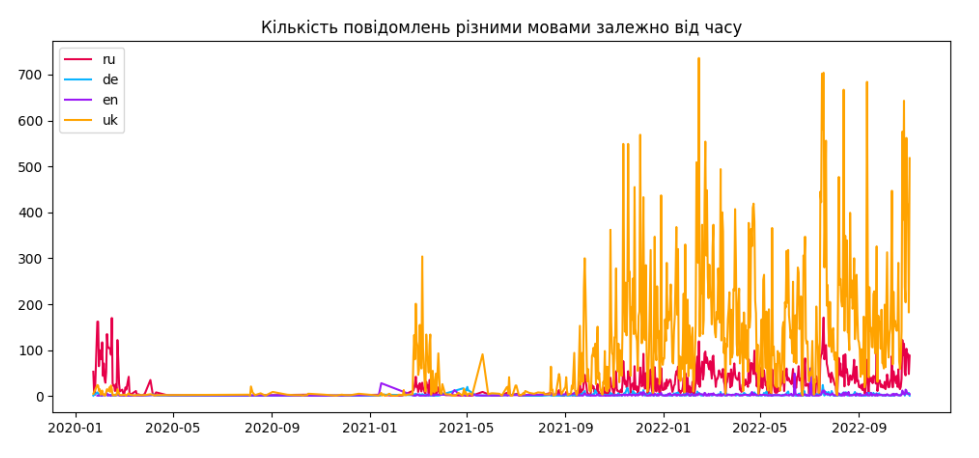 Кількість повідомлень різними мовами залежно від часу
ru
de
en
uk
700
600
500
400
300
200
100
0
2020-01 2020-05 2020-09 2021-01 2021-05 2021-09 2022-01 2022-05 2022-09